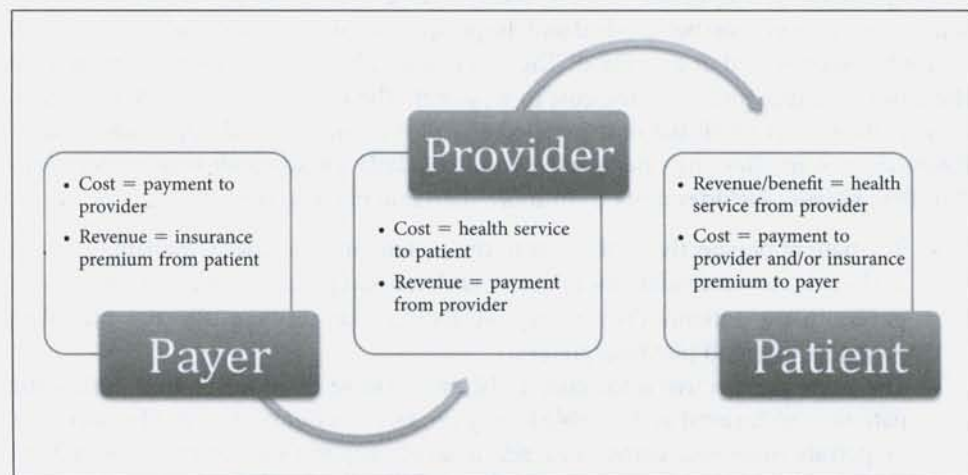 • Cost = payment to
provider
• Revenue = insurance
premium from patient
Payer
Provider
• Cost = health service
to patient
• Revenue = payment
from provider
• Revenue/benefit = health
service from provider
• Cost = payment to
provider and/or insurance
premium to payer
Patient